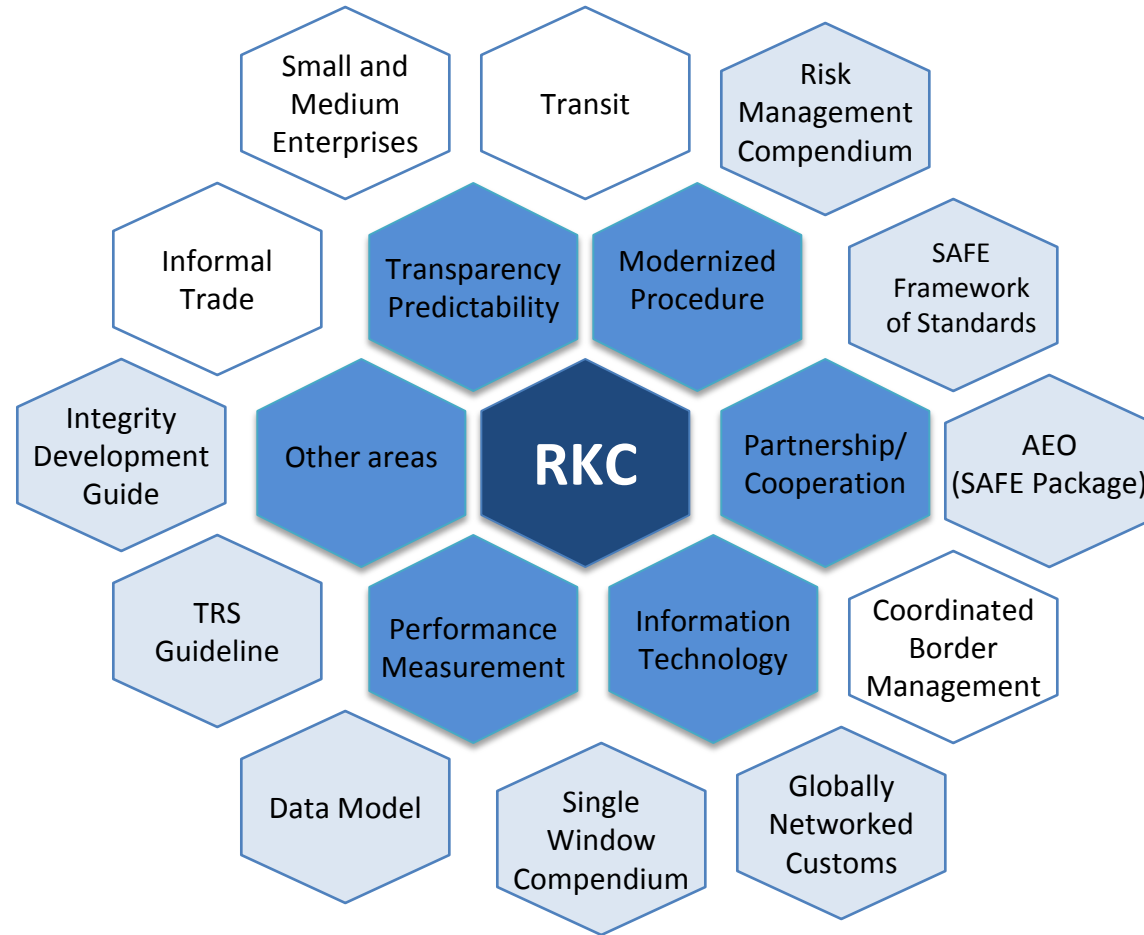 Small and
Medium
Enterprises
Transit
Risk
Management
Compendium
Informal
Trade
Transparency
Predictability
Modernized
Procedure
SAFE
Framework
of Standards
Integrity
Development
Guide
Other areas
RKC
Partnership/
Cooperation
AEO
(SAFE Package)
TRS
Guideline
Performance
Measurement
Information
Technology
Coordinated
Border
Management
Data Model
Single
Window
Compendium
Globally
Networked
Customs